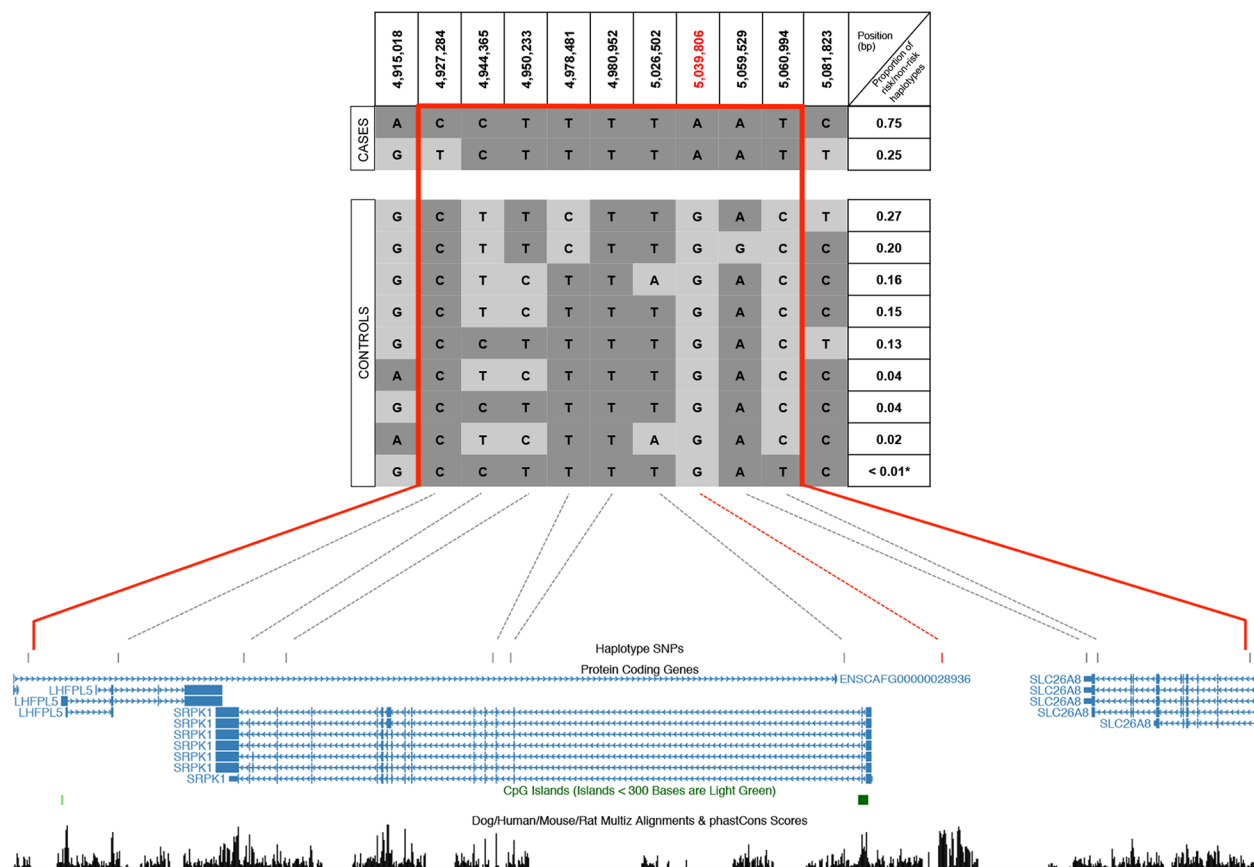 4,915,018 4,927,284 4,944,365 4,950,233 4,978,481 4,980,952 5,026,502 5,039,806 5,059,529 5,060,994 5,081,823 Position (bp) Proportion of risk/non-risk haplotypes
CASES
A C C T T T T A A T C 0.75
G T C T T T T A A T T 0.25
CONTROLS
G C T T C T T G A C T 0.27
G C T T C T T G G C C 0.20
G C T C T T A G A C C 0.16
G C T C T T T G A C C 0.15
G C C T T T T G A C T 0.13
A C T C T T T G A C C 0.04
G C C T T T T G A C C 0.04
A C T C T T A G A C C 0.02
G C C T T T T G A T C < 0.01*
Haplotype SNPs
Protein Coding Genes
ENSCAFG00000028936 SLC26A8
LHFPL5 SLC26A8
LHFPL5 SLC26A8
LHFPL5 SRPK1 SLC26A8
SRPK1 SLC26A8
SRPK1
SRPK1
SRPK1
SRPK1
SRPK1
CpG Islands (Islands < 300 Bases are Light Green)
Dog/Human/Mouse/Rat Multiz Alignments & phastCons Scores